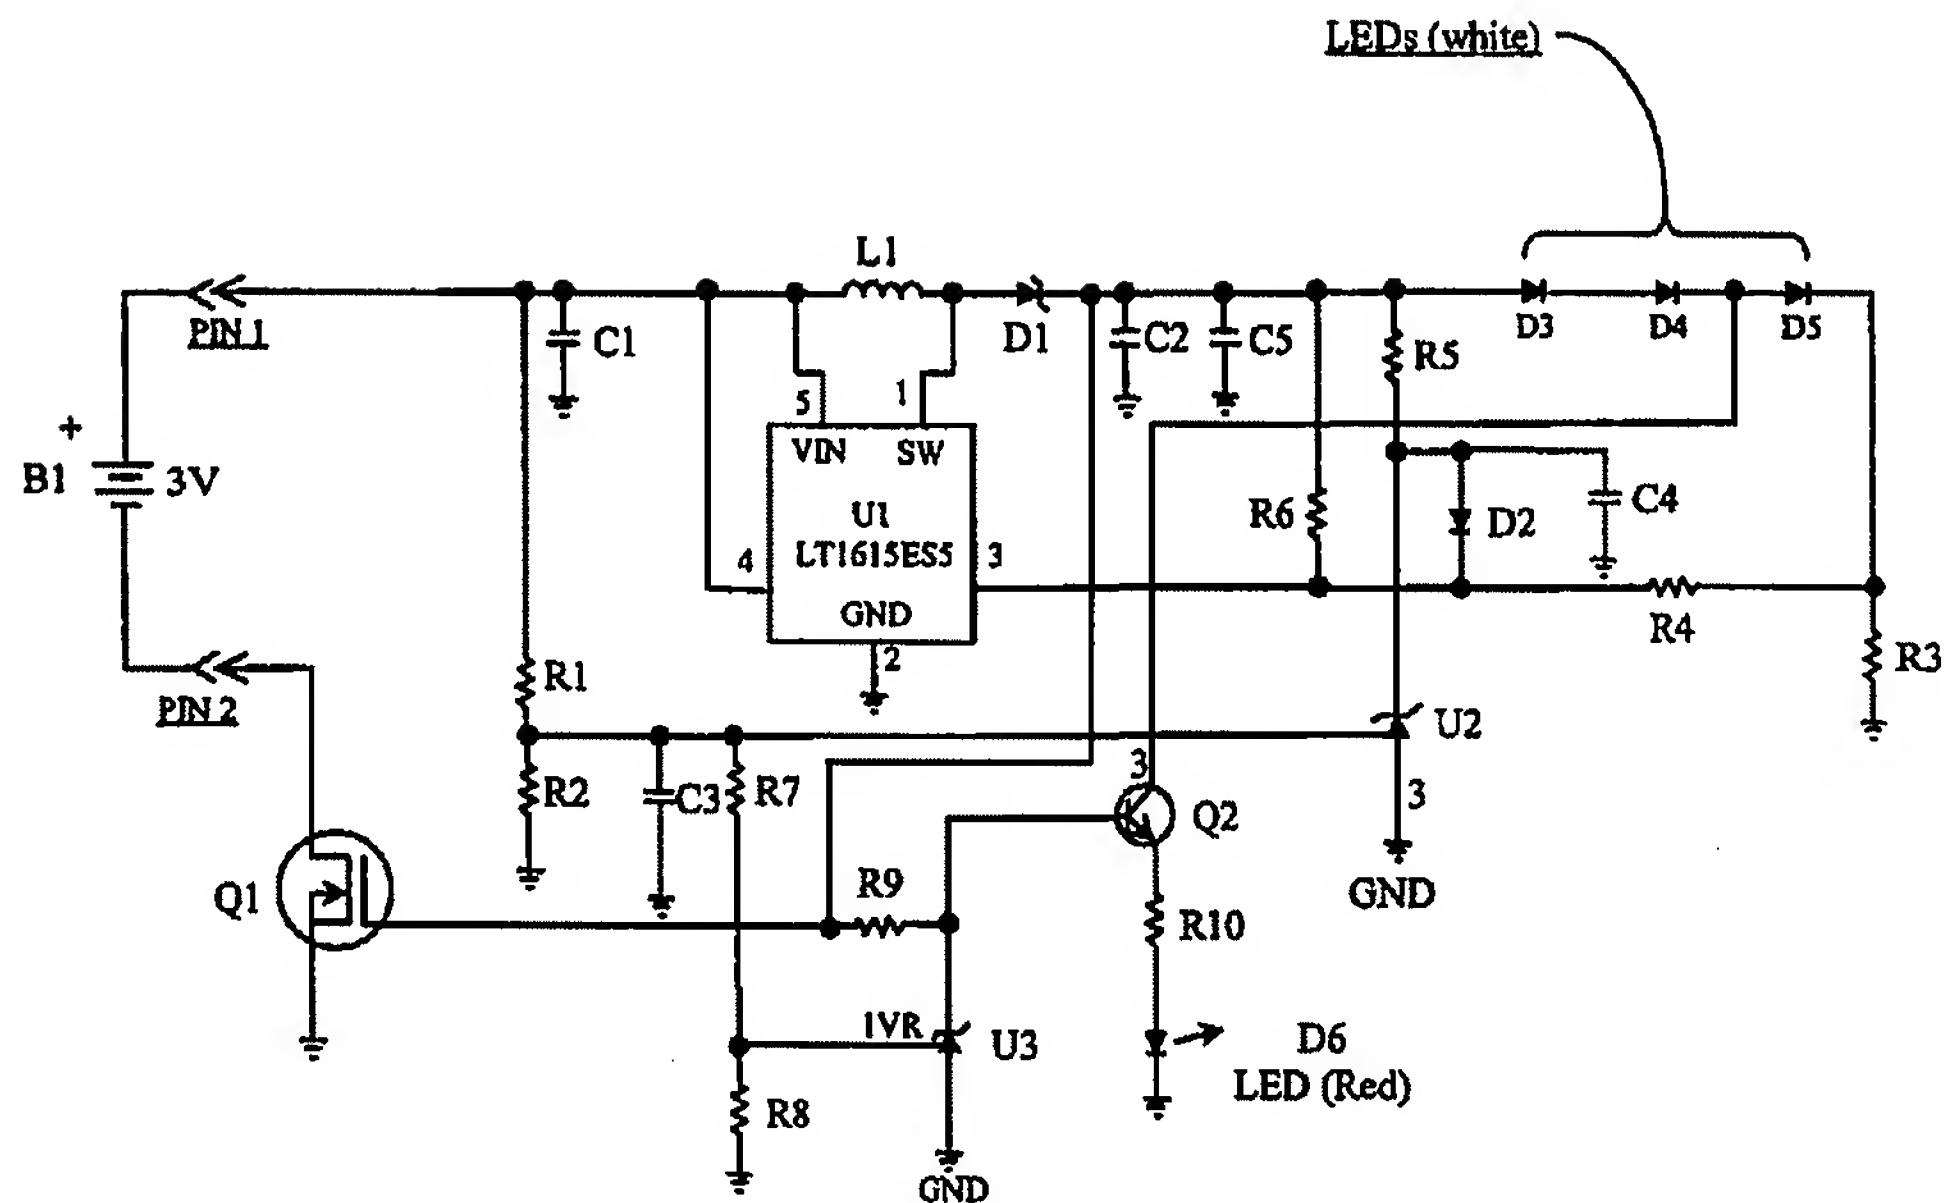 LEDs (white)
L1
PIN 1
C1
D1
C2
C5
R5
D3
D4
D5
5
1
+
B1
3V
VIN
SW
U1
LT1615ES5
4
3
GND
2
R6
D2
C4
R4
R3
R1
PIN 2
U2
R2
C3
R7
3
Q2
3
GND
Q1
R9
R10
1VR
U3
D6
LED (Red)
R8
GND